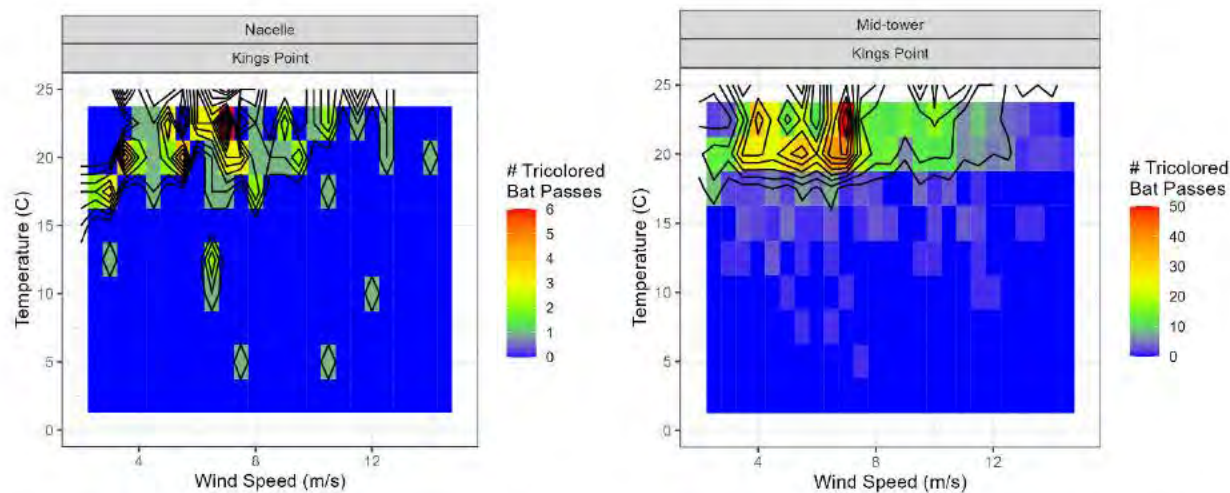 Nacelle
Kings Point
25
20
15
10
5
0
Temperature (C)
4 8 12
Wind Speed (m/s)
# Tricolored
Bat Passes
6
5
4
3
2
1
0
Mid-tower
Kings Point
25
20
15
10
5
0
Temperature (C)
4 8 12
Wind Speed (m/s)
# Tricolored
Bat Passes
50
40
30
20
10
0